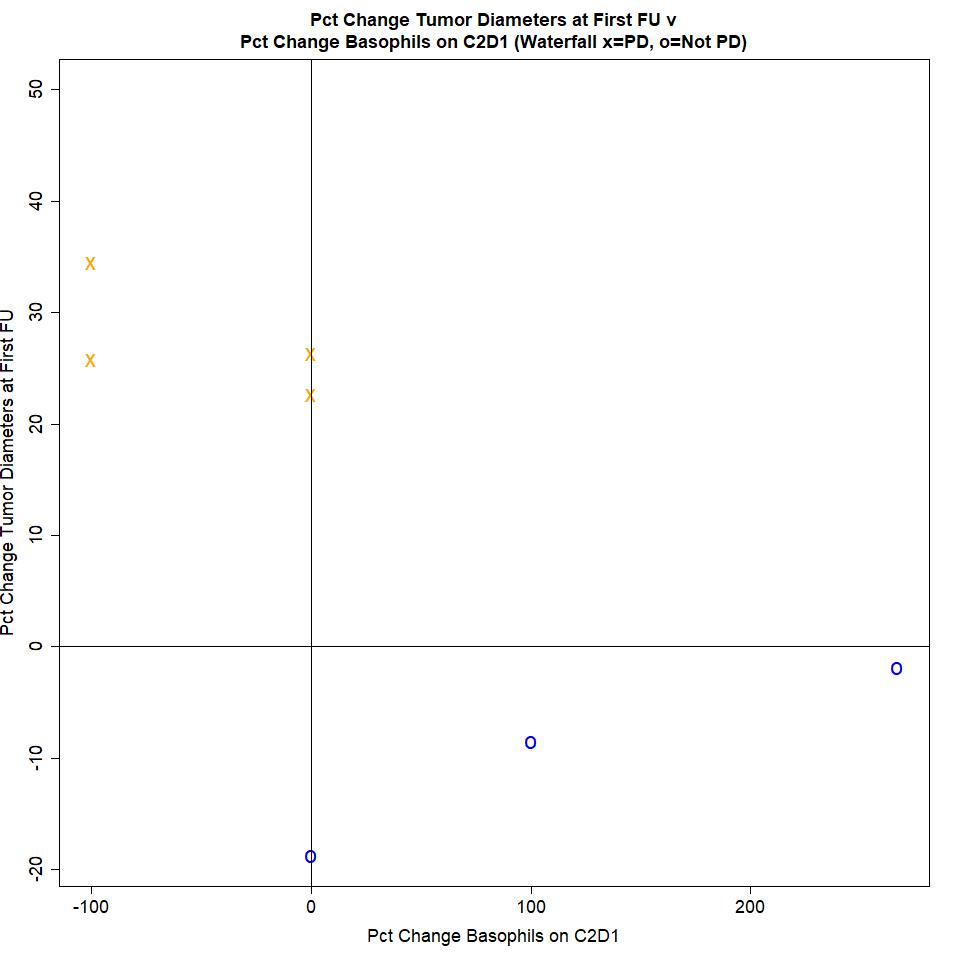 Pct Change Tumor Diameters at First FU v
Pct Change Basophils on C2D1 (Waterfall x=PD, o=Not PD)
Pct Change Tumor Diameters at First FU
50
40
30
20
10
0
-10
-20
x
x
x
x
o
o
o
-100
0
100
200
Pct Change Basophils on C2D1